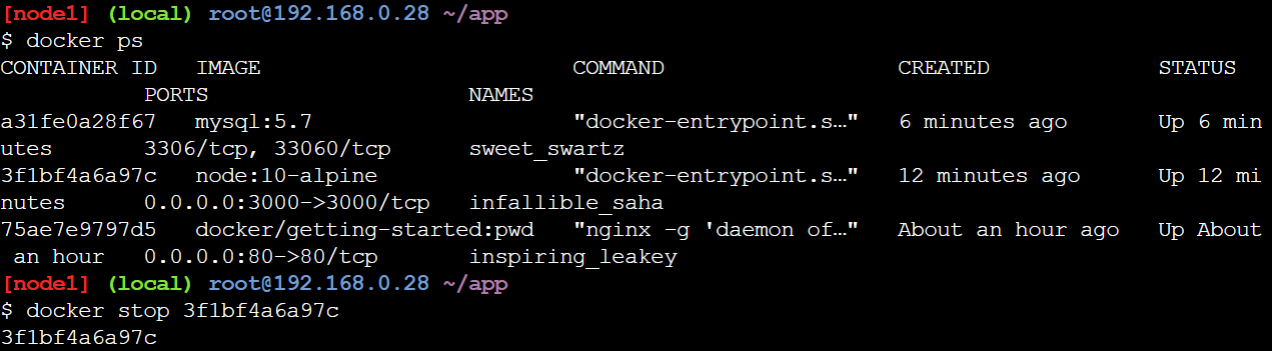 [node1] (local) root@192.168.0.28 ~/app
$ docker ps
CONTAINER ID   IMAGE                        COMMAND                  CREATED             STATUS
           PORTS                    NAMES
a31fe0a28f67   mysql:5.7                    "docker-entrypoint.s…"   6 minutes ago       Up 6 min
utes       3306/tcp, 33060/tcp      sweet_swartz
3f1bf4a6a97c   node:10-alpine               "docker-entrypoint.s…"   12 minutes ago      Up 12 mi
nutes      0.0.0.0:3000->3000/tcp   infallible_saha
75ae7e9797d5   docker/getting-started:pwd   "nginx -g 'daemon of…"   About an hour ago   Up About
 an hour   0.0.0.0:80->80/tcp       inspiring_leakey
[node1] (local) root@192.168.0.28 ~/app
$ docker stop 3f1bf4a6a97c
3f1bf4a6a97c